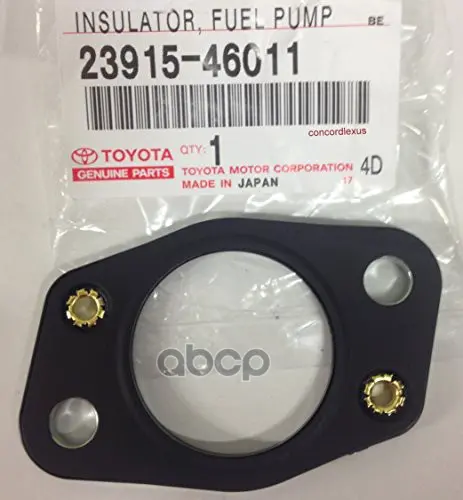 INSULATOR, FUEL PUMP BE
23915-46011
concordlexus
TOYOTA QTY: 1
GENUINE PARTS TOYOTA MOTOR CORPORATION 4D
MADE IN JAPAN 17
abcp